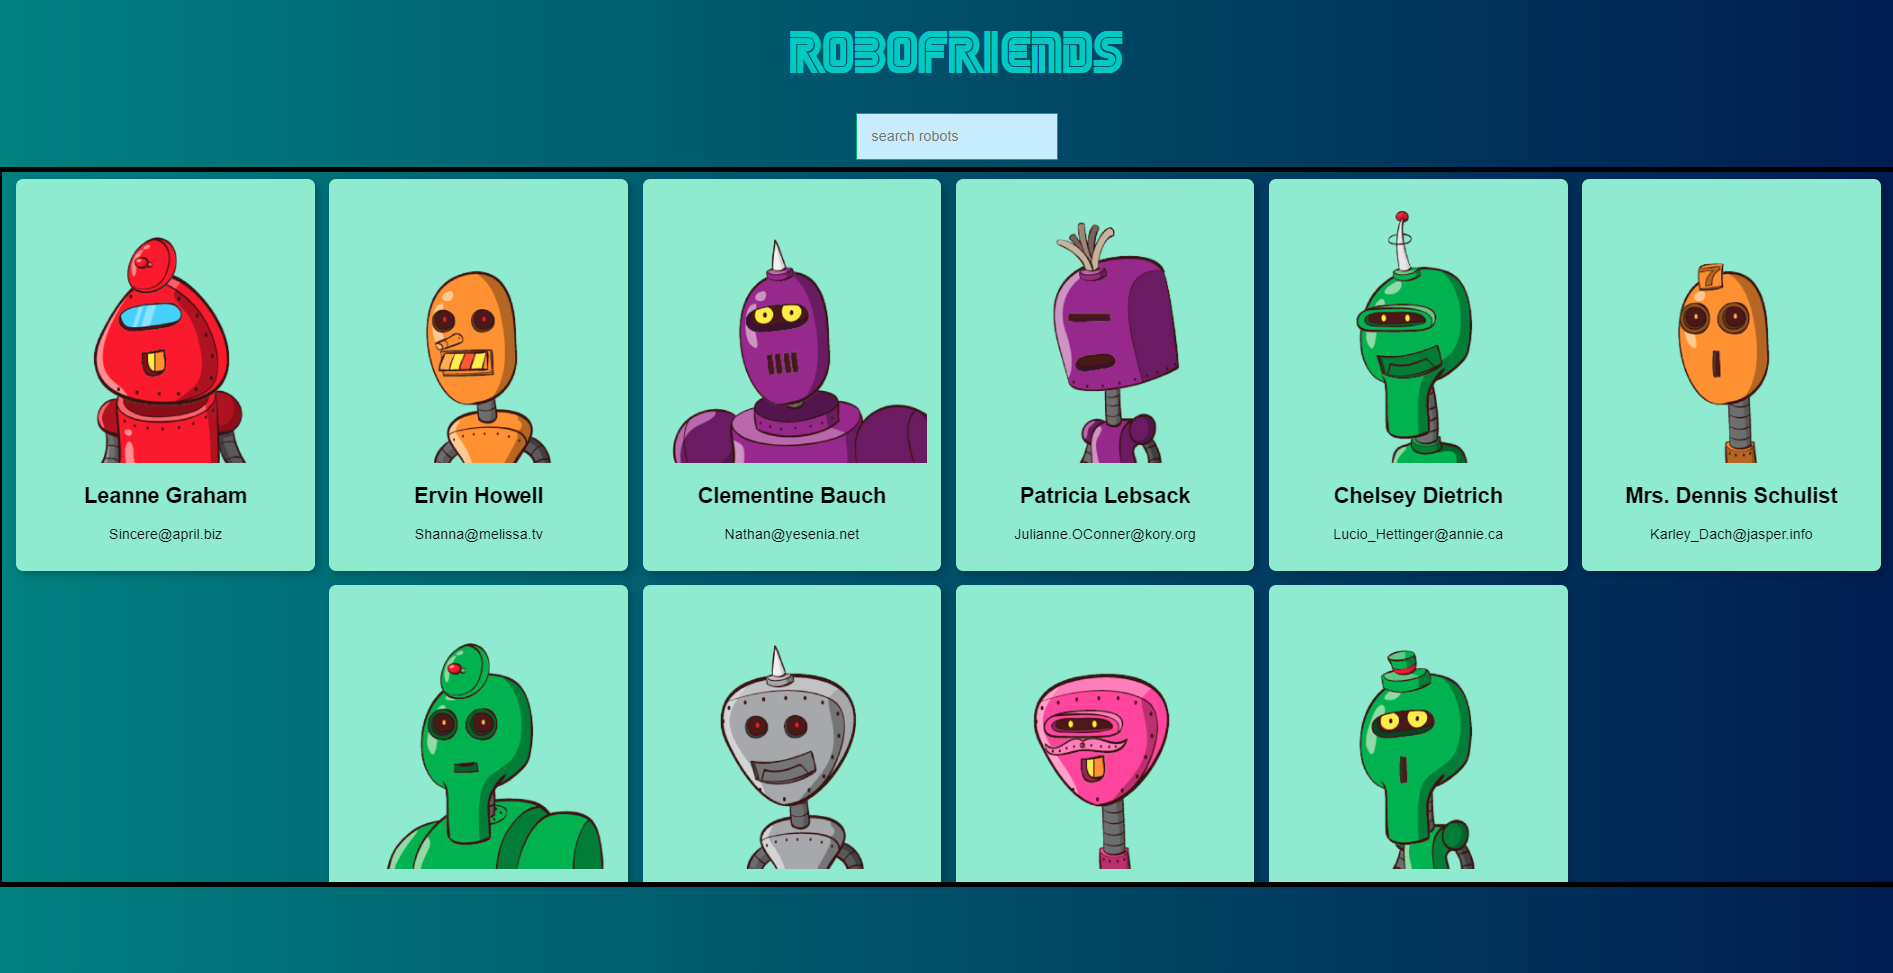 ROBOFRIENDS
search robots
7
Leanne Graham
Sincere@april.biz
Ervin Howell
Shanna@melissa.tv
Clementine Bauch
Nathan@yesenia.net
Patricia Lebsack
Julianne.OConner@kory.org
Chelsey Dietrich
Lucio_Hettinger@annie.ca
Mrs. Dennis Schulist
Karley_Dach@jasper.info